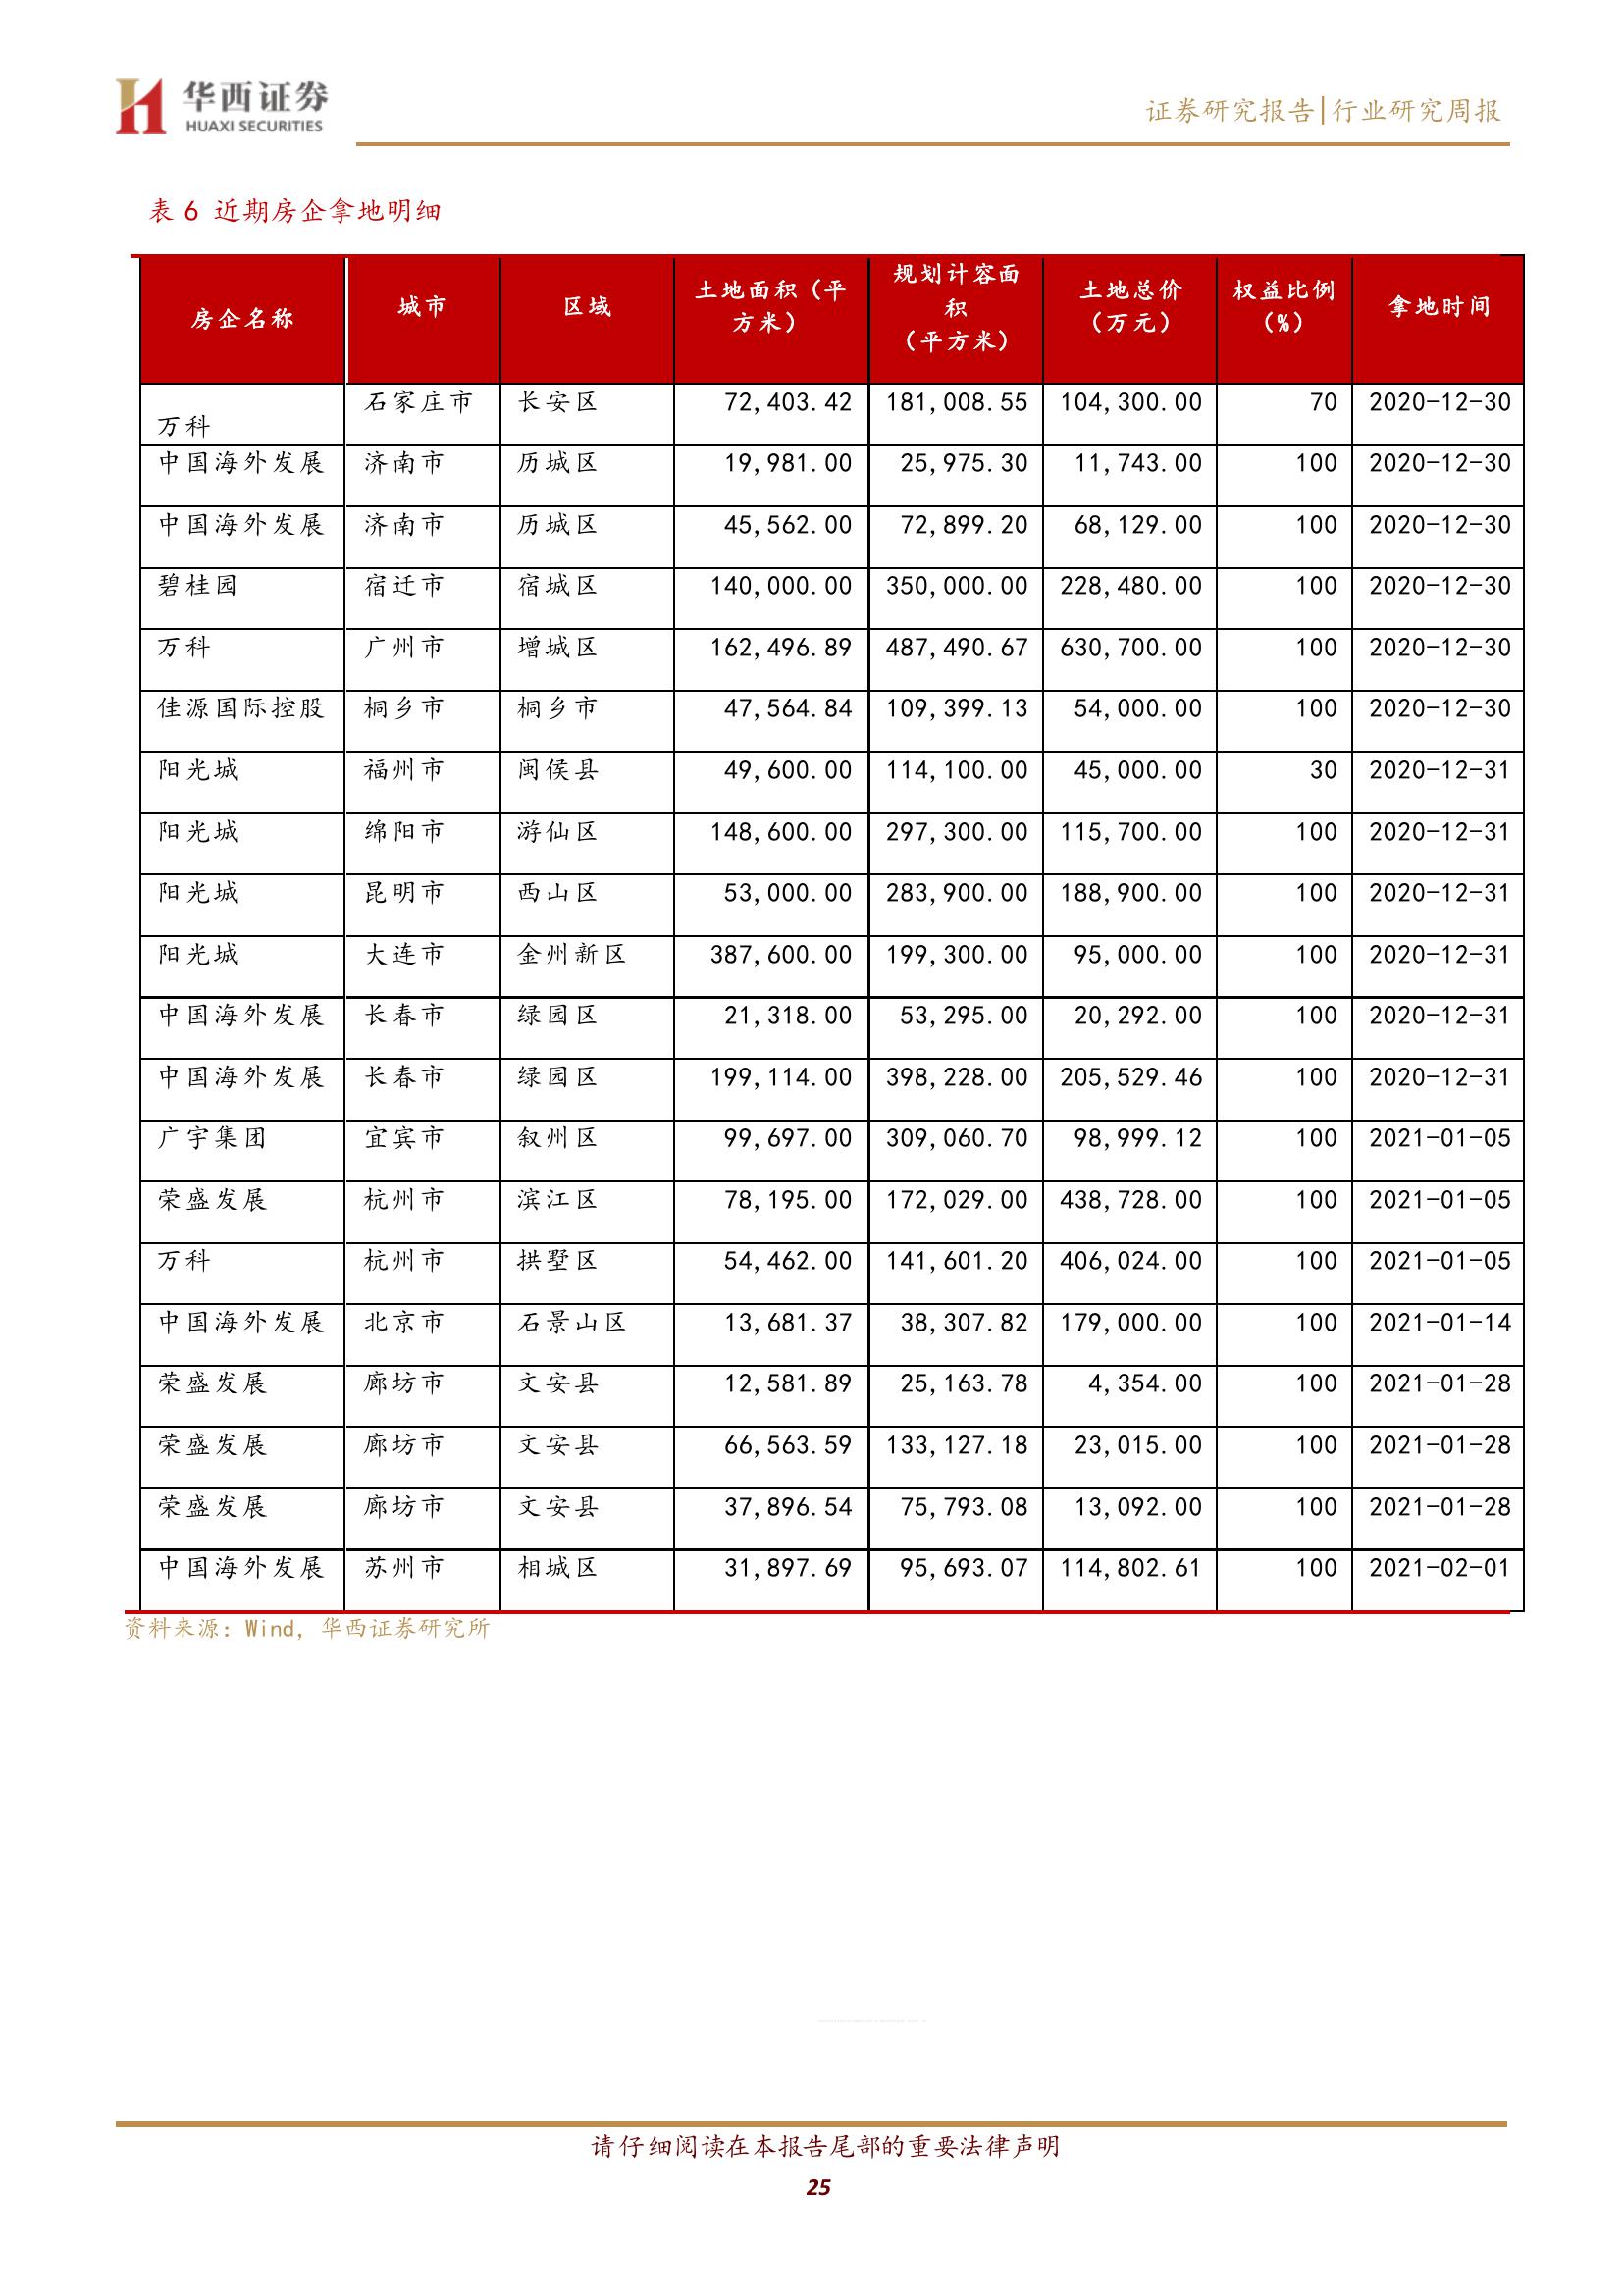 华西证券
HUAXI SECURITIES
证券研究报告|行业研究周报
表 6 近期房企拿地明细
房企名称 城市 区域 土地面积（平方米） 规划计容面积（平方米） 土地总价（万元） 权益比例（%） 拿地时间
万科 石家庄市 长安区 72,403.42 181,008.55 104,300.00 70 2020-12-30
中国海外发展 济南市 历城区 19,981.00 25,975.30 11,743.00 100 2020-12-30
中国海外发展 济南市 历城区 45,562.00 72,899.20 68,129.00 100 2020-12-30
碧桂园 宿迁市 宿城区 140,000.00 350,000.00 228,480.00 100 2020-12-30
万科 广州市 增城区 162,496.89 487,490.67 630,700.00 100 2020-12-30
佳源国际控股 桐乡市 桐乡市 47,564.84 109,399.13 54,000.00 100 2020-12-30
阳光城 福州市 闽侯县 49,600.00 114,100.00 45,000.00 30 2020-12-31
阳光城 绵阳市 游仙区 148,600.00 297,300.00 115,700.00 100 2020-12-31
阳光城 昆明市 西山区 53,000.00 283,900.00 188,900.00 100 2020-12-31
阳光城 大连市 金州新区 387,600.00 199,300.00 95,000.00 100 2020-12-31
中国海外发展 长春市 绿园区 21,318.00 53,295.00 20,292.00 100 2020-12-31
中国海外发展 长春市 绿园区 199,114.00 398,228.00 205,529.46 100 2020-12-31
广宇集团 宜宾市 叙州区 99,697.00 309,060.70 98,999.12 100 2021-01-05
荣盛发展 杭州市 滨江区 78,195.00 172,029.00 438,728.00 100 2021-01-05
万科 杭州市 拱墅区 54,462.00 141,601.20 406,024.00 100 2021-01-05
中国海外发展 北京市 石景山区 13,681.37 38,307.82 179,000.00 100 2021-01-14
荣盛发展 廊坊市 文安县 12,581.89 25,163.78 4,354.00 100 2021-01-28
荣盛发展 廊坊市 文安县 66,563.59 133,127.18 23,015.00 100 2021-01-28
荣盛发展 廊坊市 文安县 37,896.54 75,793.08 13,092.00 100 2021-01-28
中国海外发展 苏州市 相城区 31,897.69 95,693.07 114,802.61 100 2021-02-01
资料来源：Wind，华西证券研究所
请仔细阅读在本报告尾部的重要法律声明
25